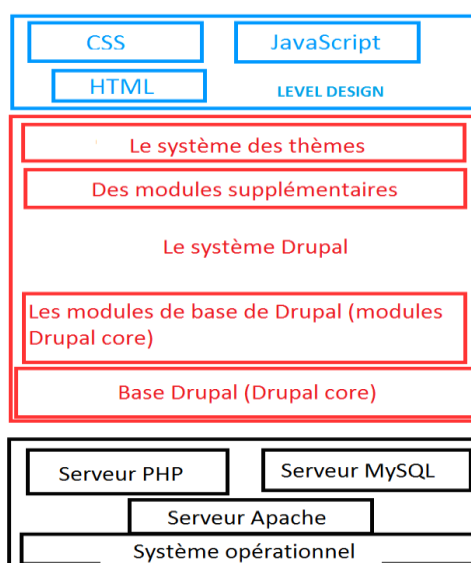 CSS
JavaScript
HTML
LEVEL DESIGN
Le système des thèmes
Des modules supplémentaires
Le système Drupal
Les modules de base de Drupal (modules
Drupal core)
Base Drupal (Drupal core)
Serveur PHP
Serveur MySQL
Serveur Apache
Système opérationnel